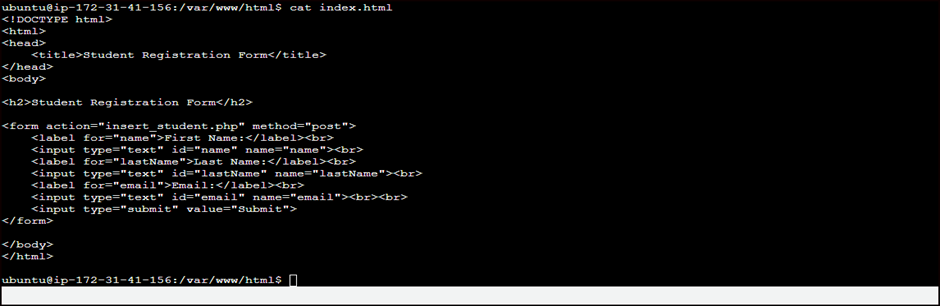 ubuntu@ip-172-31-41-156:/var/www/html$ cat index.html
<!DOCTYPE html>
<html>
<head>
    <title>Student Registration Form</title>
</head>
<body>

<h2>Student Registration Form</h2>

<form action="insert_student.php" method="post">
    <label for="name">First Name:</label><br>
    <input type="text" id="name" name="name"><br>
    <label for="lastName">Last Name:</label><br>
    <input type="text" id="lastName" name="lastName"><br>
    <label for="email">Email:</label><br>
    <input type="text" id="email" name="email"><br><br>
    <input type="submit" value="Submit">
</form>

</body>
</html>

ubuntu@ip-172-31-41-156:/var/www/html$